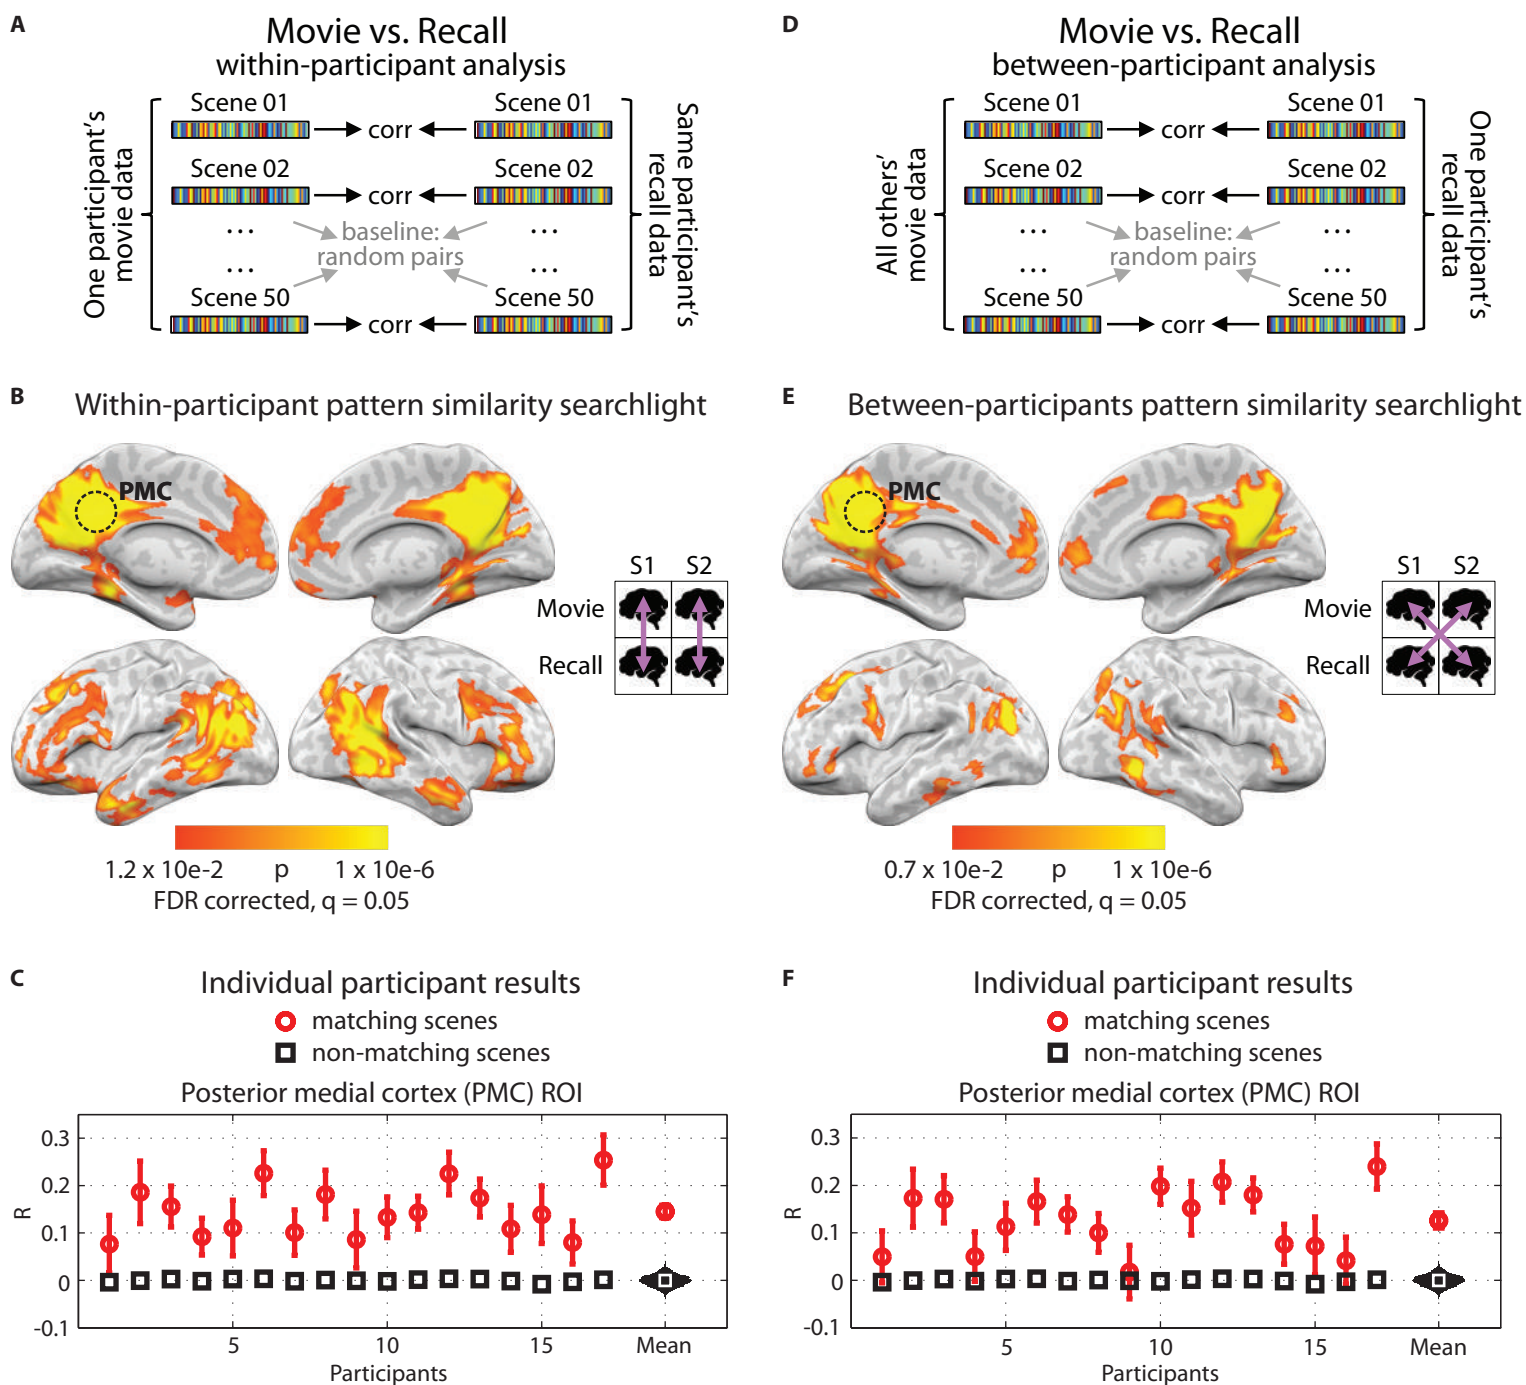 A
Movie vs. Recall
within-participant analysis
One participant's
movie data
Scene 01
corr
Scene 01
Scene 02
corr
Scene 02
...
baseline:
...
...
random pairs
...
Scene 50
corr
Scene 50
Same participant's
recall data
D
Movie vs. Recall
between-participant analysis
All others'
movie data
Scene 01
corr
Scene 01
Scene 02
corr
Scene 02
...
baseline:
...
...
random pairs
...
Scene 50
corr
Scene 50
One participant's
recall data
B
Within-participant pattern similarity searchlight
PMC
S1 S2
Movie
Recall
1.2 x 10e-2 p 1 x 10e-6
FDR corrected, q = 0.05
E
Between-participants pattern similarity searchlight
PMC
S1 S2
Movie
Recall
0.7 x 10e-2 p 1 x 10e-6
FDR corrected, q = 0.05
C
Individual participant results
matching scenes
non-matching scenes
Posterior medial cortex (PMC) ROI
R
0.3
0.2
0.1
0
-0.1
5 10 15 Mean
Participants
F
Individual participant results
matching scenes
non-matching scenes
Posterior medial cortex (PMC) ROI
R
0.3
0.2
0.1
0
-0.1
5 10 15 Mean
Participants